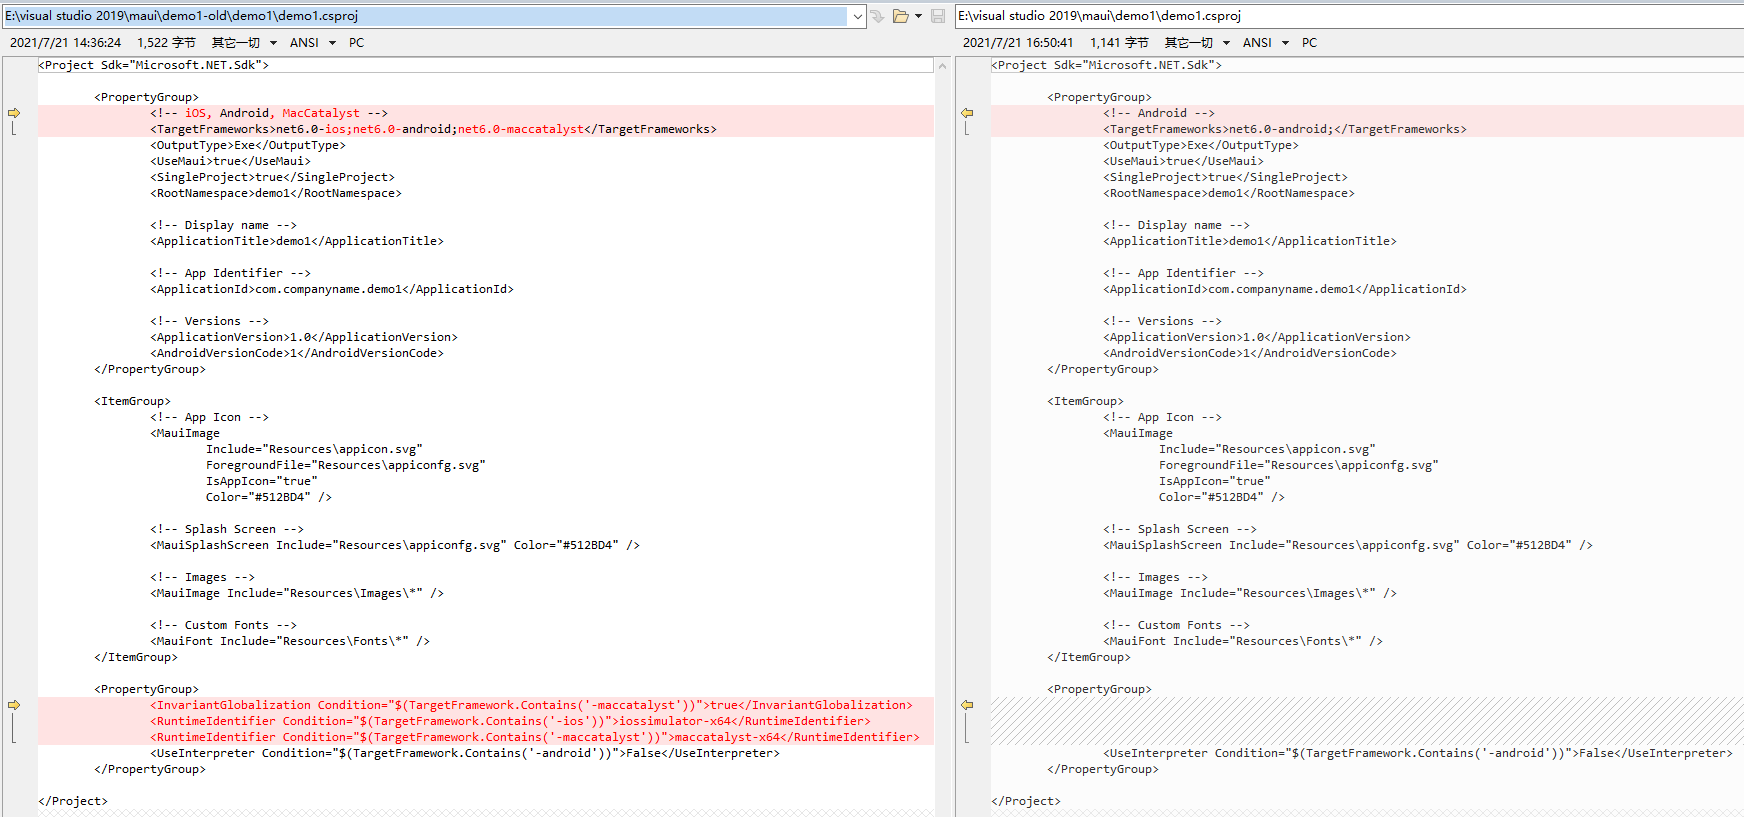 E:\visual studio 2019\maui\demo1-old\demo1\demo1.csproj
2021/7/21 14:36:24 1,522 字节 其它一切 ANSI PC
<Project Sdk="Microsoft.NET.Sdk">
<PropertyGroup>
<!-- iOS, Android, MacCatalyst -->
<TargetFrameworks>net6.0-ios;net6.0-android;net6.0-maccatalyst</TargetFrameworks>
<OutputType>Exe</OutputType>
<UseMaui>true</UseMaui>
<SingleProject>true</SingleProject>
<RootNamespace>demo1</RootNamespace>
<!-- Display name -->
<ApplicationTitle>demo1</ApplicationTitle>
<!-- App Identifier -->
<ApplicationId>com.companyname.demo1</ApplicationId>
<!-- Versions -->
<ApplicationVersion>1.0</ApplicationVersion>
<AndroidVersionCode>1</AndroidVersionCode>
</PropertyGroup>
<ItemGroup>
<!-- App Icon -->
<MauiImage
Include="Resources\appicon.svg"
ForegroundFile="Resources\appiconfg.svg"
IsAppIcon="true"
Color="#512BD4" />
<!-- Splash Screen -->
<MauiSplashScreen Include="Resources\appiconfg.svg" Color="#512BD4" />
<!-- Images -->
<MauiImage Include="Resources\Images\*" />
<!-- Custom Fonts -->
<MauiFont Include="Resources\Fonts\*" />
</ItemGroup>
<PropertyGroup>
<InvariantGlobalization Condition="$(TargetFramework.Contains('-maccatalyst'))">true</InvariantGlobalization>
<RuntimeIdentifier Condition="$(TargetFramework.Contains('-ios'))">iossimulator-x64</RuntimeIdentifier>
<RuntimeIdentifier Condition="$(TargetFramework.Contains('-maccatalyst'))">maccatalyst-x64</RuntimeIdentifier>
<UseInterpreter Condition="$(TargetFramework.Contains('-android'))">False</UseInterpreter>
</PropertyGroup>
</Project>
E:\visual studio 2019\maui\demo1\demo1.csproj
2021/7/21 16:50:41 1,141 字节 其它一切 ANSI PC
<Project Sdk="Microsoft.NET.Sdk">
<PropertyGroup>
<!-- Android -->
<TargetFrameworks>net6.0-android;</TargetFrameworks>
<OutputType>Exe</OutputType>
<UseMaui>true</UseMaui>
<SingleProject>true</SingleProject>
<RootNamespace>demo1</RootNamespace>
<!-- Display name -->
<ApplicationTitle>demo1</ApplicationTitle>
<!-- App Identifier -->
<ApplicationId>com.companyname.demo1</ApplicationId>
<!-- Versions -->
<ApplicationVersion>1.0</ApplicationVersion>
<AndroidVersionCode>1</AndroidVersionCode>
</PropertyGroup>
<ItemGroup>
<!-- App Icon -->
<MauiImage
Include="Resources\appicon.svg"
ForegroundFile="Resources\appiconfg.svg"
IsAppIcon="true"
Color="#512BD4" />
<!-- Splash Screen -->
<MauiSplashScreen Include="Resources\appiconfg.svg" Color="#512BD4" />
<!-- Images -->
<MauiImage Include="Resources\Images\*" />
<!-- Custom Fonts -->
<MauiFont Include="Resources\Fonts\*" />
</ItemGroup>
<PropertyGroup>
<UseInterpreter Condition="$(TargetFramework.Contains('-android'))">False</UseInterpreter>
</PropertyGroup>
</Project>